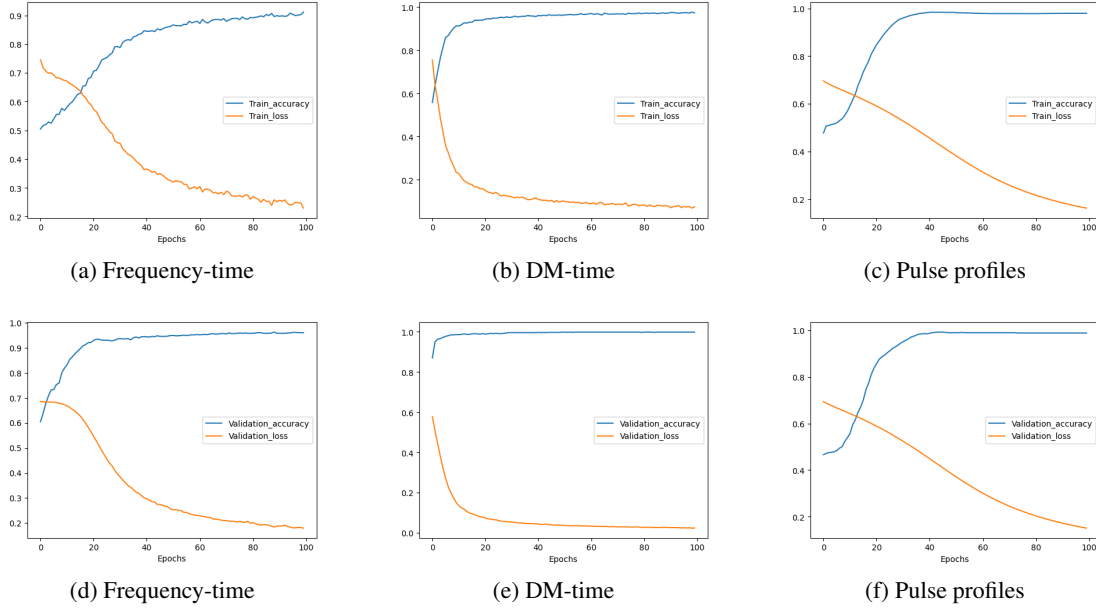 0.9
0.8
0.7
0.6
0.5
0.4
0.3
0.2
0 20 40 60 80 100
Epochs
Train_accuracy
Train_loss
(a) Frequency-time
1.0
0.8
0.6
0.4
0.2
0 20 40 60 80 100
Epochs
Train_accuracy
Train_loss
(b) DM-time
1.0
0.8
0.6
0.4
0.2
0 20 40 60 80 100
Epochs
Train_accuracy
Train_loss
(c) Pulse profiles
1.0
0.9
0.8
0.7
0.6
0.5
0.4
0.3
0.2
0 20 40 60 80 100
Epochs
Validation_accuracy
Validation_loss
(d) Frequency-time
1.0
0.8
0.6
0.4
0.2
0.0
0 20 40 60 80 100
Epochs
Validation_accuracy
Validation_loss
(e) DM-time
1.0
0.8
0.6
0.4
0.2
0 20 40 60 80 100
Epochs
Validation_accuracy
Validation_loss
(f) Pulse profiles